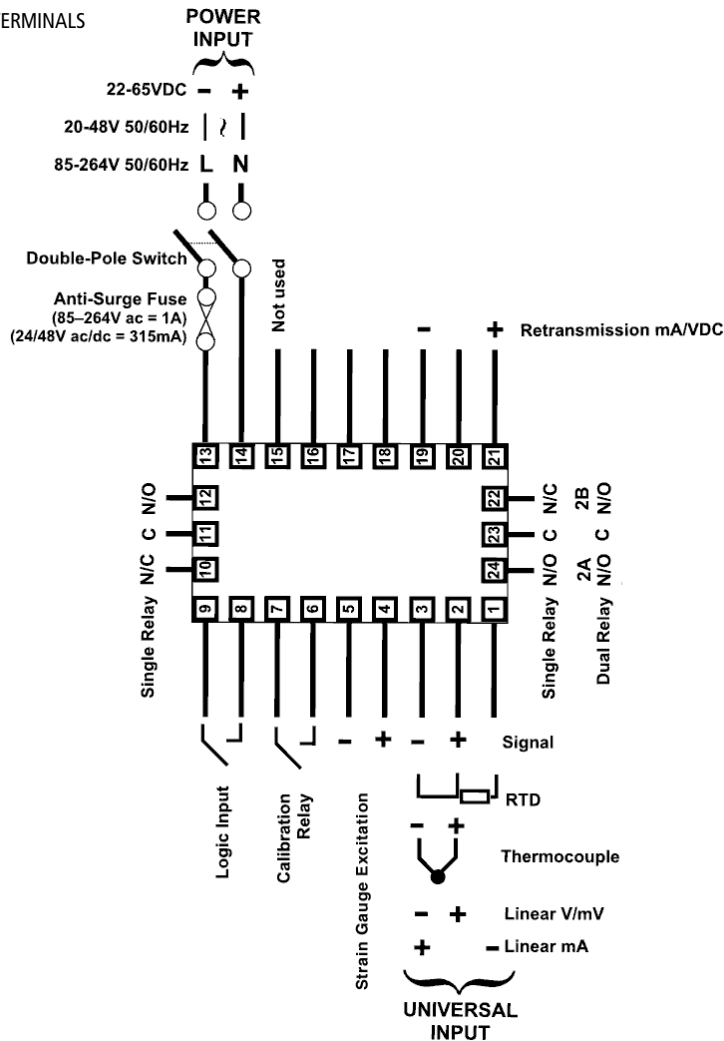 TERMINALS
POWER
INPUT
22-65VDC - +
20-48V 50/60Hz ~
85-264V 50/60Hz L N
Double-Pole Switch
Anti-Surge Fuse
(85–264V ac = 1A)
(24/48V ac/dc = 315mA)
Not used
- + Retransmission mA/VDC
13 14 15 16 17 18 19 20 21
Single Relay N/C C N/O
12
11
10
22
23
24
N/C
C
N/O
Single Relay
2B
2A
N/O
C
N/O
Dual Relay
9 8 7 6 5 4 3 2 1
Logic Input
Calibration
Relay
- +
Strain Gauge Excitation
- + Signal
RTD
- +
Thermocouple
- + Linear V/mV
+ - Linear mA
UNIVERSAL
INPUT